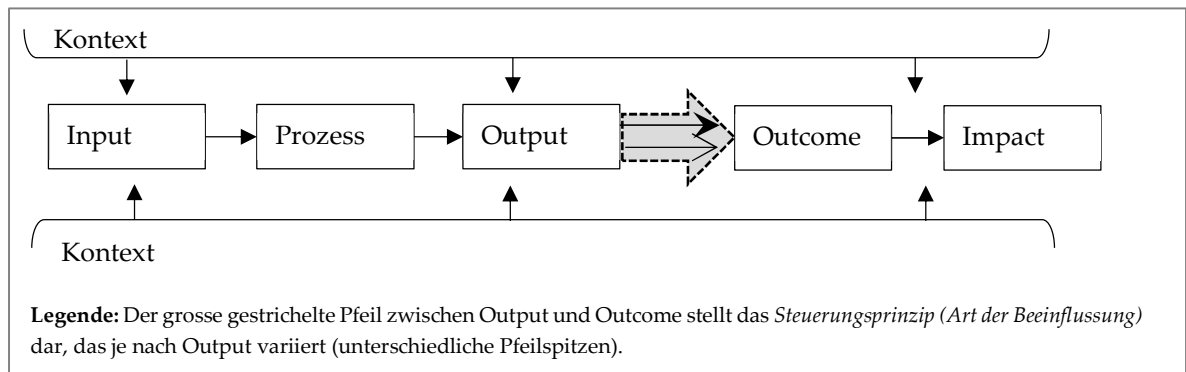 Kontext
Input
Prozess
Output
Outcome
Impact
Kontext
Legende: Der grosse gestrichelte Pfeil zwischen Output und Outcome stellt das Steuerungsprinzip (Art der Beeinflussung)
dar, das je nach Output variiert (unterschiedliche Pfeilspitzen).